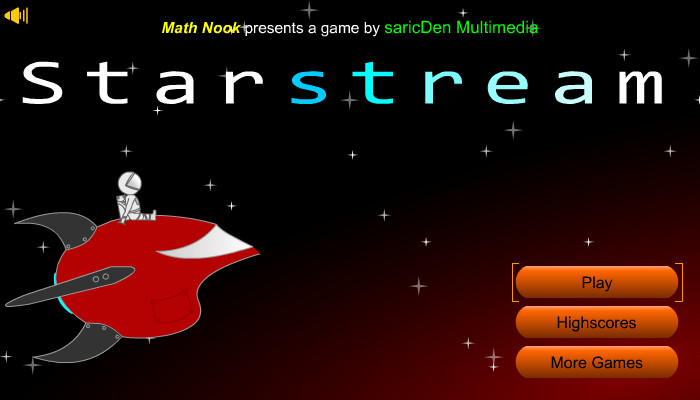 Math Nook presents a game by saricDen Multimedia
Starstream
Play
Highscores
More Games